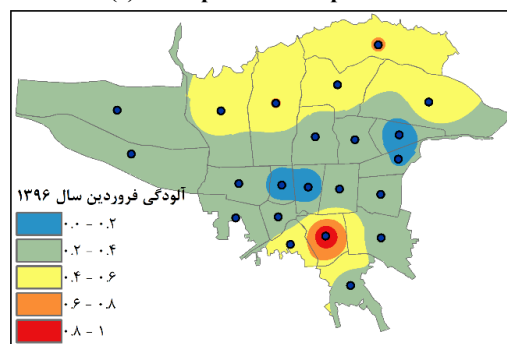 آلودگی فروردین سال ۱۳۹۶
۰.۰ - ۰.۲
۰.۲ - ۰.۴
۰.۴ - ۰.۶
۰.۶ - ۰.۸
۰.۸ - ۱